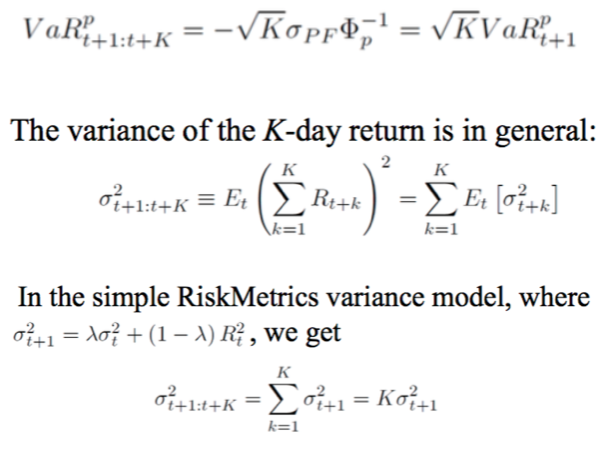 $VaR^p_{t+1:t+K} = -\sqrt{K}\sigma_{PF}\Phi_p^{-1} = \sqrt{K}VaR^p_{t+1}$
The variance of the K-day return is in general:
$\sigma^2_{t+1:t+K} \equiv E_t \left( \sum_{k=1}^{K} R_{t+k} \right)^2 = \sum_{k=1}^{K} E_t \left[ \sigma^2_{t+k} \right]$
In the simple RiskMetrics variance model, where
$\sigma^2_{t+1} = \lambda\sigma^2_t + (1 - \lambda) R^2_t$, we get
$\sigma^2_{t+1:t+K} = \sum_{k=1}^{K} \sigma^2_{t+1} = K\sigma^2_{t+1}$